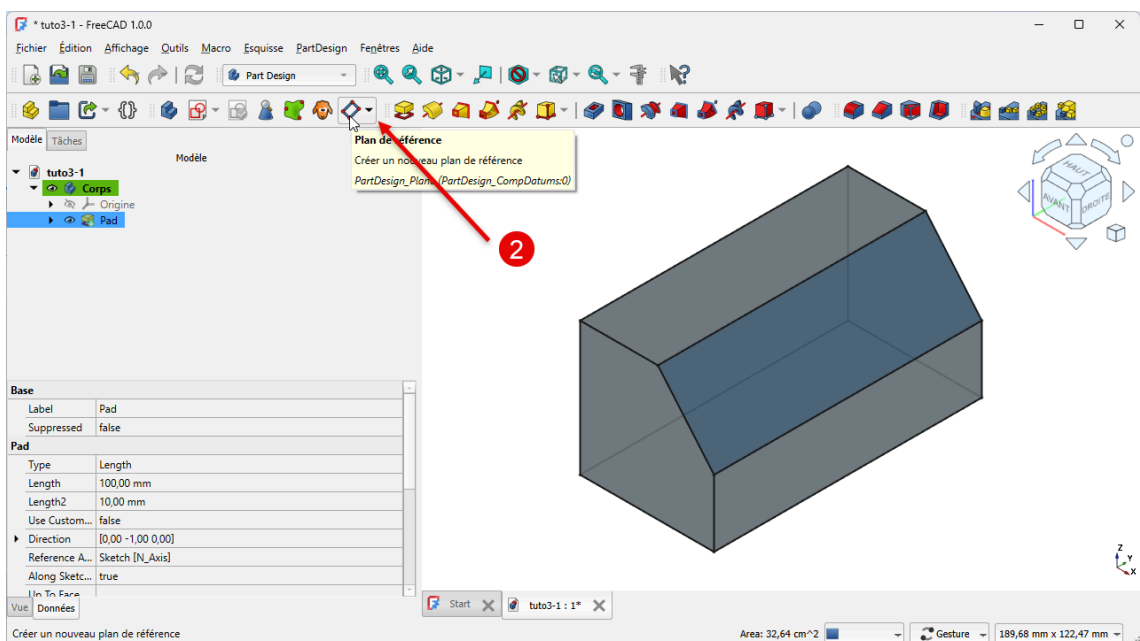 * tuto3-1 - FreeCAD 1.0.0
Fichier Édition Affichage Outils Macro Esquisse PartDesign Fenêtres Aide
Part Design
Modèle Tâches
Plan de référence
Créer un nouveau plan de référence
PartDesign_Plane (PartDesign_CompDatums:0)
Modèle
tuto3-1
Corps
Origine
Pad
2
HAUT
AVANT
DROITE
Base
Label Pad
Suppressed false
Pad
Type Length
Length 100,00 mm
Length2 10,00 mm
Use Custom... false
Direction [0,00 -1,00 0,00]
Reference A... Sketch [N_Axis]
Along Sketc... true
Up To Face
Z
Y
X
Vue Données
Start tuto3-1 : 1*
Créer un nouveau plan de référence
Area: 32,64 cm^2
Gesture
189,68 mm x 122,47 mm